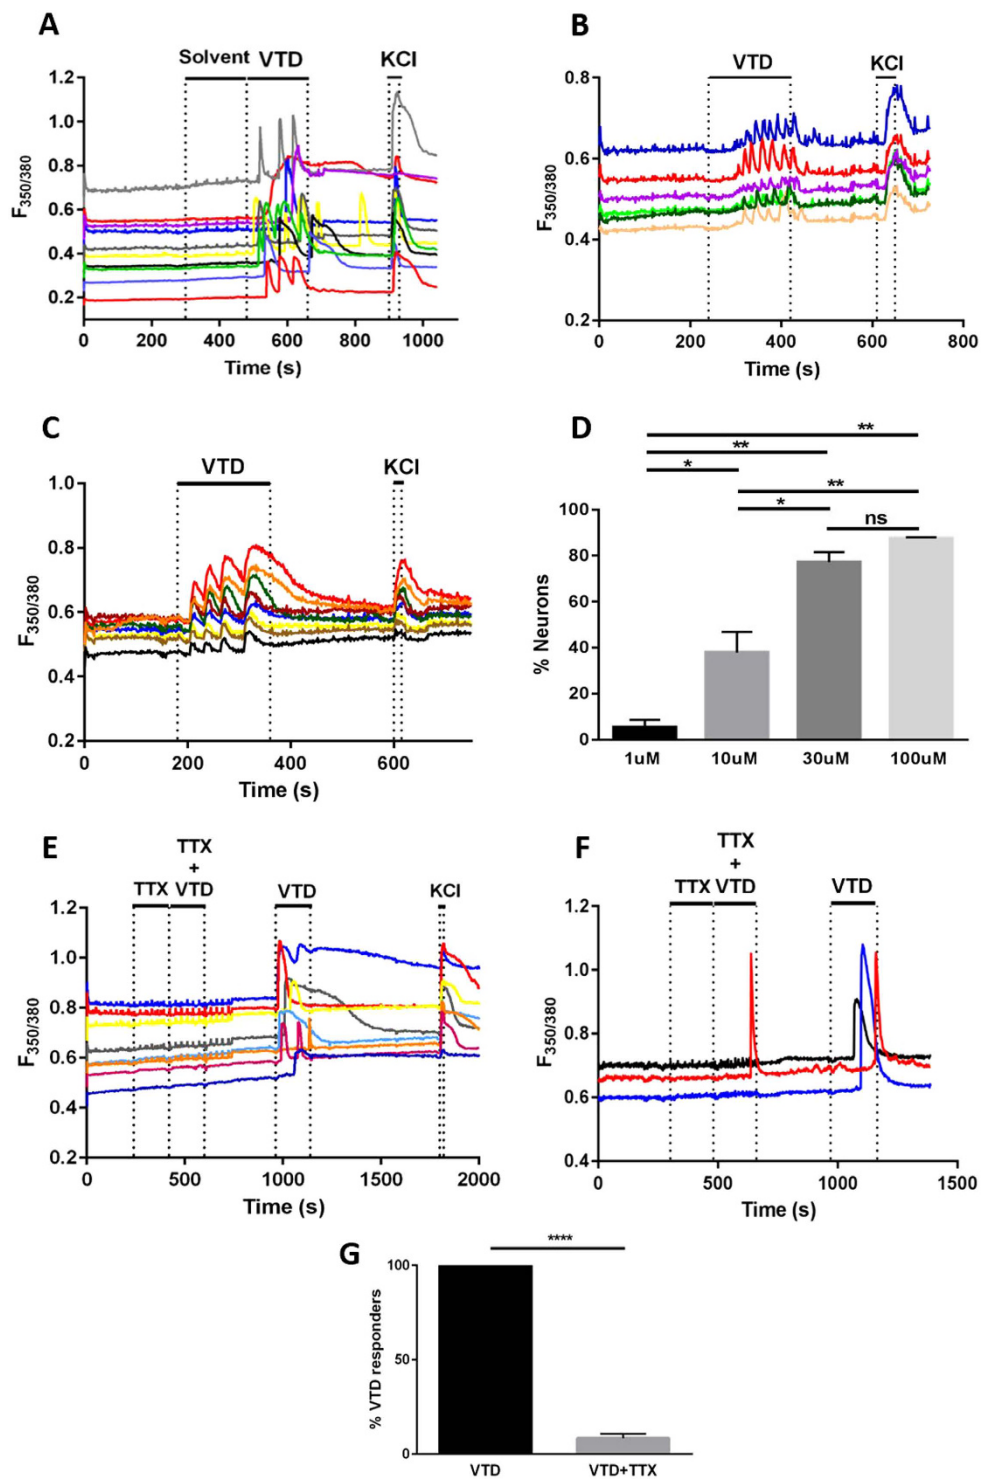 A
Solvent VTD KCl
1.2
1.0
0.8
0.6
0.4
0.2
F350/380
0 200 400 600 800 1000
Time (s)
B
VTD KCl
0.8
0.6
0.4
0.2
F350/380
0 200 400 600 800
Time (s)
C
VTD KCl
1.0
0.8
0.6
0.4
0.2
F350/380
0 200 400 600
Time (s)
D
**
**
*
**
*
ns
100
80
60
40
20
0
% Neurons
1uM 10uM 30uM 100uM
E
TTX
+
TTX VTD VTD KCl
1.2
1.0
0.8
0.6
0.4
0.2
F350/380
0 500 1000 1500 2000
Time (s)
F
TTX
+
TTX VTD VTD
1.2
1.0
0.8
0.6
0.4
F350/380
0 500 1000 1500
Time (s)
G
****
100
50
0
% VTD responders
VTD VTD+TTX